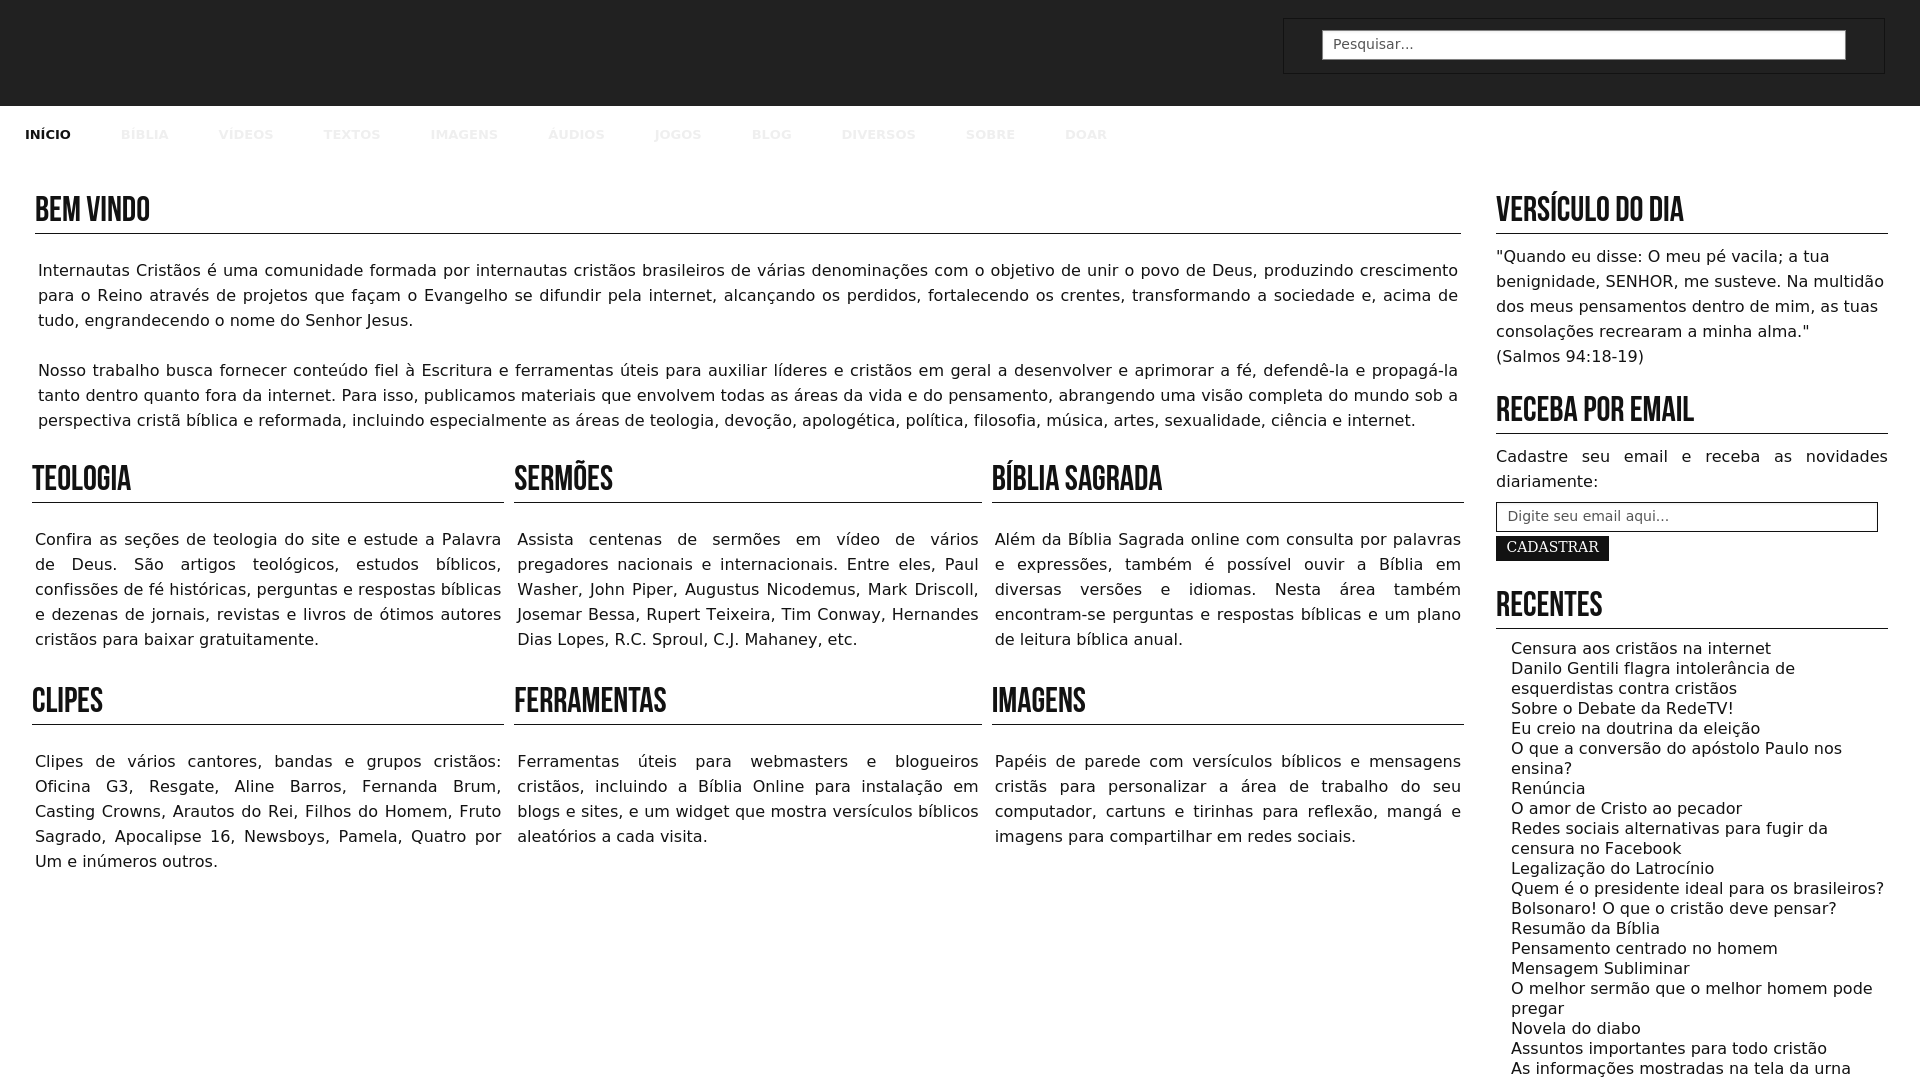 Pesquisar...
INÍCIO BÍBLIA VÍDEOS TEXTOS IMAGENS ÁUDIOS JOGOS BLOG DIVERSOS SOBRE DOAR
BEM VINDO
Internautas Cristãos é uma comunidade formada por internautas cristãos brasileiros de várias denominações com o objetivo de unir o povo de Deus, produzindo crescimento
para o Reino através de projetos que façam o Evangelho se difundir pela internet, alcançando os perdidos, fortalecendo os crentes, transformando a sociedade e, acima de
tudo, engrandecendo o nome do Senhor Jesus.
Nosso trabalho busca fornecer conteúdo fiel à Escritura e ferramentas úteis para auxiliar líderes e cristãos em geral a desenvolver e aprimorar a fé, defendê-la e propagá-la
tanto dentro quanto fora da internet. Para isso, publicamos materiais que envolvem todas as áreas da vida e do pensamento, abrangendo uma visão completa do mundo sob a
perspectiva cristã bíblica e reformada, incluindo especialmente as áreas de teologia, devoção, apologética, política, filosofia, música, artes, sexualidade, ciência e internet.
TEOLOGIA
Confira as seções de teologia do site e estude a Palavra
de Deus. São artigos teológicos, estudos bíblicos,
confissões de fé históricas, perguntas e respostas bíblicas
e dezenas de jornais, revistas e livros de ótimos autores
cristãos para baixar gratuitamente.
SERMÕES
Assista centenas de sermões em vídeo de vários
pregadores nacionais e internacionais. Entre eles, Paul
Washer, John Piper, Augustus Nicodemus, Mark Driscoll,
Josemar Bessa, Rupert Teixeira, Tim Conway, Hernandes
Dias Lopes, R.C. Sproul, C.J. Mahaney, etc.
BÍBLIA SAGRADA
Além da Bíblia Sagrada online com consulta por palavras
e expressões, também é possível ouvir a Bíblia em
diversas versões e idiomas. Nesta área também
encontram-se perguntas e respostas bíblicas e um plano
de leitura bíblica anual.
CLIPES
Clipes de vários cantores, bandas e grupos cristãos:
Oficina G3, Resgate, Aline Barros, Fernanda Brum,
Casting Crowns, Arautos do Rei, Filhos do Homem, Fruto
Sagrado, Apocalipse 16, Newsboys, Pamela, Quatro por
Um e inúmeros outros.
FERRAMENTAS
Ferramentas úteis para webmasters e blogueiros
cristãos, incluindo a Bíblia Online para instalação em
blogs e sites, e um widget que mostra versículos bíblicos
aleatórios a cada visita.
IMAGENS
Papéis de parede com versículos bíblicos e mensagens
cristãs para personalizar a área de trabalho do seu
computador, cartuns e tirinhas para reflexão, mangá e
imagens para compartilhar em redes sociais.
VERSÍCULO DO DIA
"Quando eu disse: O meu pé vacila; a tua
benignidade, SENHOR, me susteve. Na multidão
dos meus pensamentos dentro de mim, as tuas
consolações recrearam a minha alma."
(Salmos 94:18-19)
RECEBA POR EMAIL
Cadastre seu email e receba as novidades
diariamente:
Digite seu email aqui...
CADASTRAR
RECENTES
Censura aos cristãos na internet
Danilo Gentili flagra intolerância de
esquerdistas contra cristãos
Sobre o Debate da RedeTV!
Eu creio na doutrina da eleição
O que a conversão do apóstolo Paulo nos
ensina?
Renúncia
O amor de Cristo ao pecador
Redes sociais alternativas para fugir da
censura no Facebook
Legalização do Latrocínio
Quem é o presidente ideal para os brasileiros?
Bolsonaro! O que o cristão deve pensar?
Resumão da Bíblia
Pensamento centrado no homem
Mensagem Subliminar
O melhor sermão que o melhor homem pode
pregar
Novela do diabo
Assuntos importantes para todo cristão
As informações mostradas na tela da urna